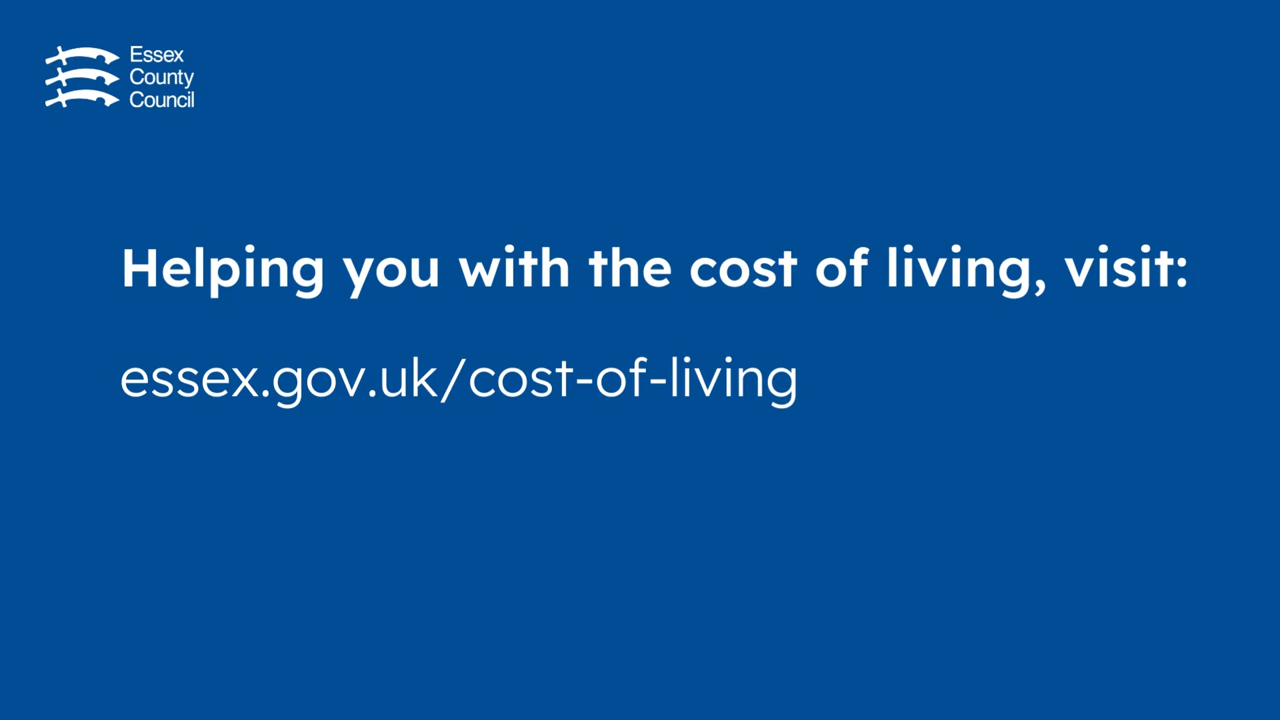 Essex
County
Council
Helping you with the cost of living, visit:
essex.gov.uk/cost-of-living